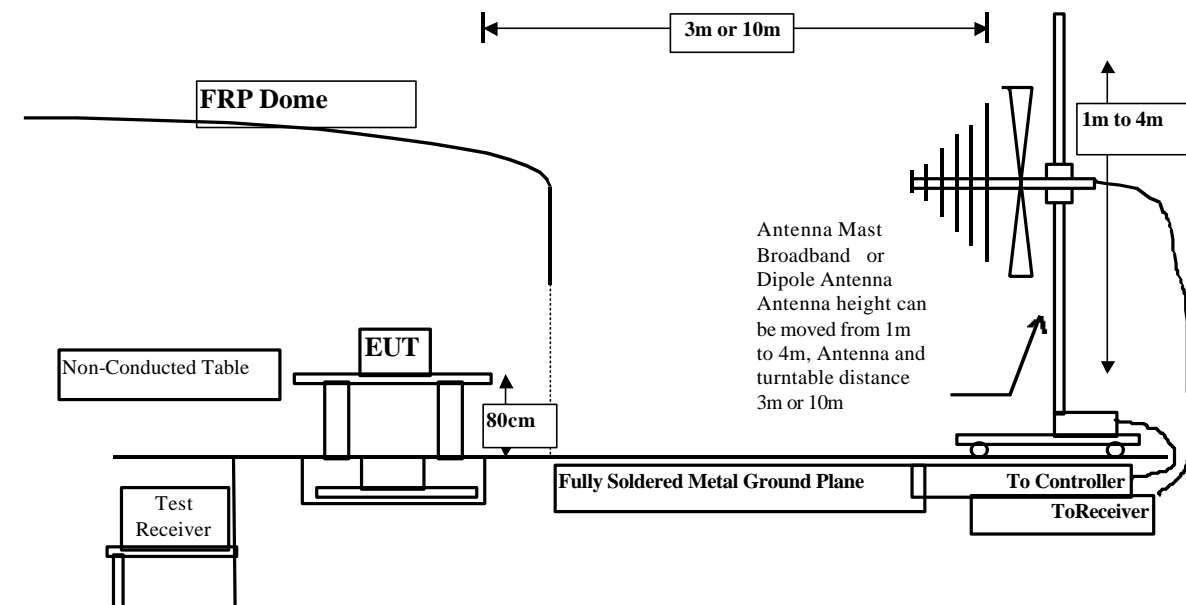 3m or 10m
FRP Dome
1m to 4m
Antenna Mast
Broadband or
Dipole Antenna
Antenna height can
be moved from 1m
to 4m, Antenna and
turntable distance
3m or 10m
EUT
Non-Conducted Table
80cm
Fully Soldered Metal Ground Plane
To Controller
ToReceiver
Test
Receiver